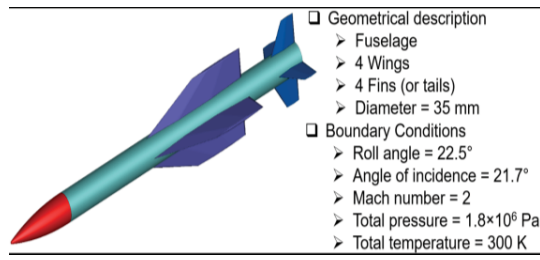 ❑ Geometrical description
➢ Fuselage
➢ 4 Wings
➢ 4 Fins (or tails)
➢ Diameter = 35 mm
❑ Boundary Conditions
➢ Roll angle = 22.5°
➢ Angle of incidence = 21.7°
➢ Mach number = 2
➢ Total pressure = 1.8×10⁶ Pa
➢ Total temperature = 300 K